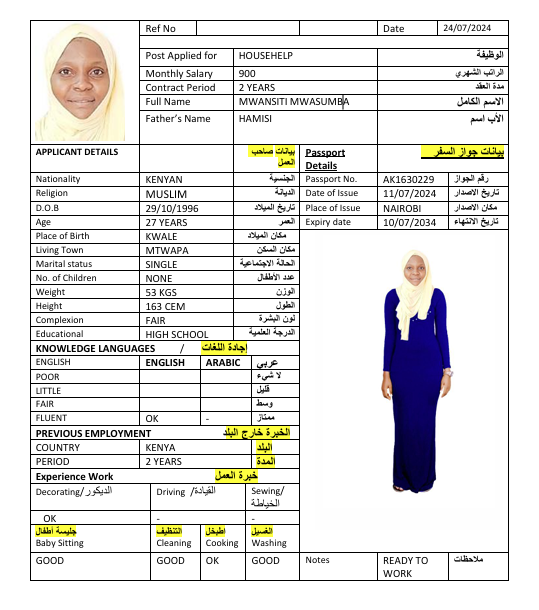 Ref No
Date 24/07/2024
Post Applied for HOUSEHELP الوظيفة
Monthly Salary 900 الراتب الشهري
Contract Period 2 YEARS مدة العقد
Full Name MWANSITI MWASUMBA الاسم الكامل
Father's Name HAMISI الأب اسم
APPLICANT DETAILS بيانات صاحب العمل
Passport Details بيانات جواز السفر
Nationality KENYAN الجنسية
Passport No. AK1630229 رقم الجواز
Religion MUSLIM الديانة
Date of Issue 11/07/2024 تاريخ الاصدار
D.O.B 29/10/1996 تاريخ الميلاد
Place of Issue NAIROBI مكان الاصدار
Age 27 YEARS العمر
Expiry date 10/07/2034 تاريخ الانتهاء
Place of Birth KWALE مكان الميلاد
Living Town MTWAPA مكان السكن
Marital status SINGLE الحالة الاجتماعية
No. of Children NONE عدد الأطفال
Weight 53 KGS الوزن
Height 163 CEM الطول
Complexion FAIR لون البشرة
Educational HIGH SCHOOL الدرجة العلمية
KNOWLEDGE LANGUAGES / إجادة اللغات
ENGLISH ENGLISH ARABIC عربي
POOR لا شيء
LITTLE قليل
FAIR وسط
FLUENT OK - ممتاز
PREVIOUS EMPLOYMENT الخبرة خارج البلد
COUNTRY KENYA البلد
PERIOD 2 YEARS المدة
Experience Work خبرة العمل
Decorating/الديكور Driving /القيادة Sewing/ الخياطة
OK - -
جليسة أطفال التنظيف اطبخل الغسيل
Baby Sitting Cleaning Cooking Washing
GOOD GOOD OK GOOD
Notes READY TO WORK ملاحظات